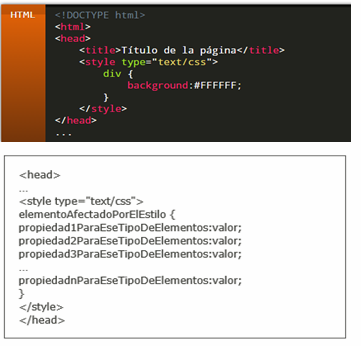 HTML
<!DOCTYPE html>
<html>
<head>
<title>Título de la página</title>
<style type="text/css">
div {
background:#FFFFFF;
}
</style>
</head>
...
<head>
...
<style type="text/css">
elementoAfectadoPorElEstilo {
propiedad1ParaEseTipoDeElementos:valor;
propiedad2ParaEseTipoDeElementos:valor;
propiedad3ParaEseTipoDeElementos:valor;
...
propiedadnParaEseTipoDeElementos:valor;
}
</style>
</head>